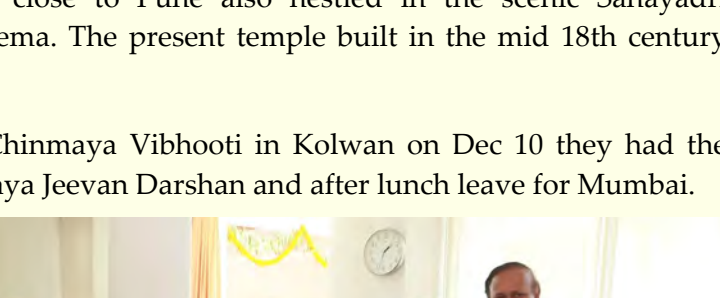 close to Pune also nestled in the scenic Sahayadri
ema. The present temple built in the mid 18th century
Chinmaya Vibhooti in Kolwan on Dec 10 they had the
aya Jeevan Darshan and after lunch leave for Mumbai.